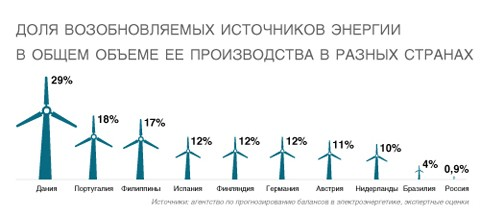 ДОЛЯ ВОЗОБНОВЛЯЕМЫХ ИСТОЧНИКОВ ЭНЕРГИИ
В ОБЩЕМ ОБЪЕМЕ ЕЕ ПРОИЗВОДСТВА В РАЗНЫХ СТРАНАХ
29%
18%
17%
12%
12%
12%
11%
10%
4%
0,9%
Дания
Португалия
Филиппины
Испания
Финляндия
Германия
Австрия
Нидерланды
Бразилия
Россия
Источники: агентство по прогнозированию балансов в электроэнергетике, экспертные оценки